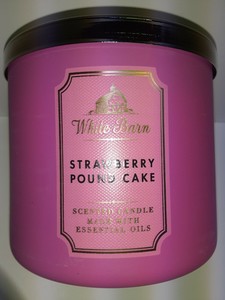 White Barn
STRAWBERRY
POUND CAKE
SCENTED CANDLE
MADE WITH
ESSENTIAL OILS